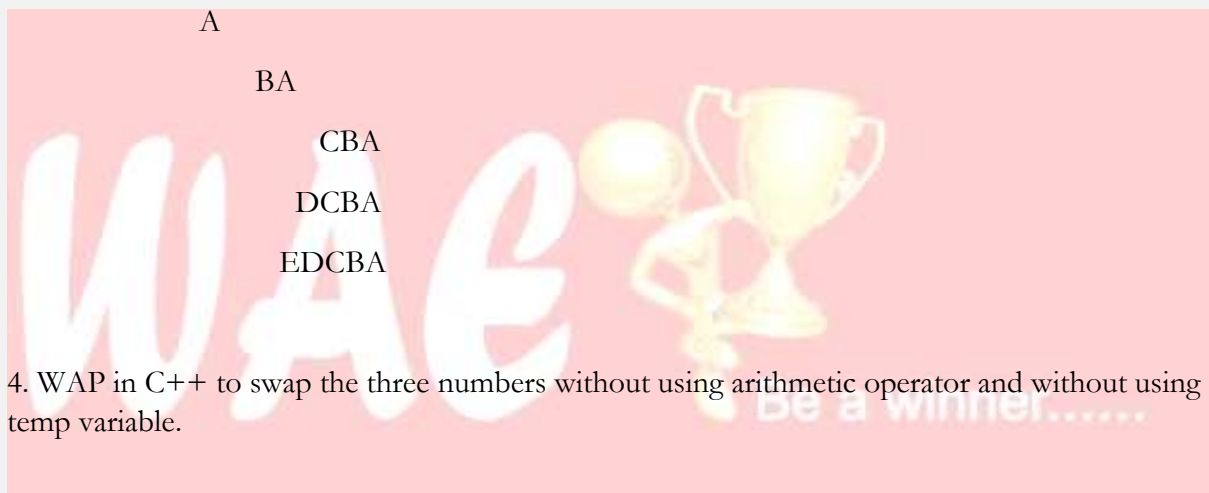 A
BA
CBA
DCBA
EDCBA
WAE
4. WAP in C++ to swap the three numbers without using arithmetic operator and without using
temp variable.
Be a winner......